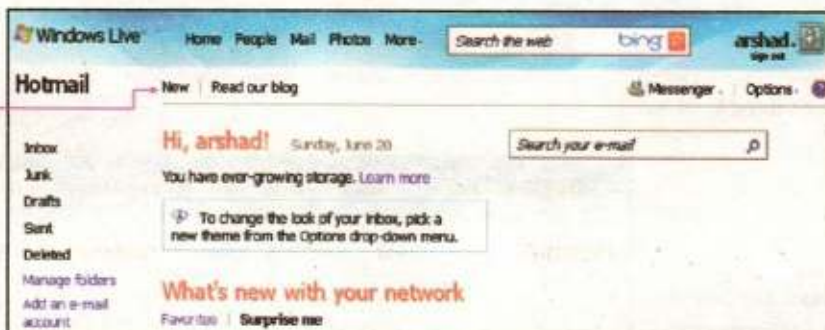 Windows Live Home People Mail Photos More Search the web bing arshad.
sign out
Hotmail New Read our blog Messenger Options
Inbox
Junk
Drafts
Sent
Deleted
Manage folders
Add an e-mail
account
Hi, arshad! Sunday, June 20
Search your e-mail
You have ever-growing storage. Learn more
To change the look of your inbox, pick a
new theme from the Options drop-down menu.
What's new with your network
Favorites | Surprise me